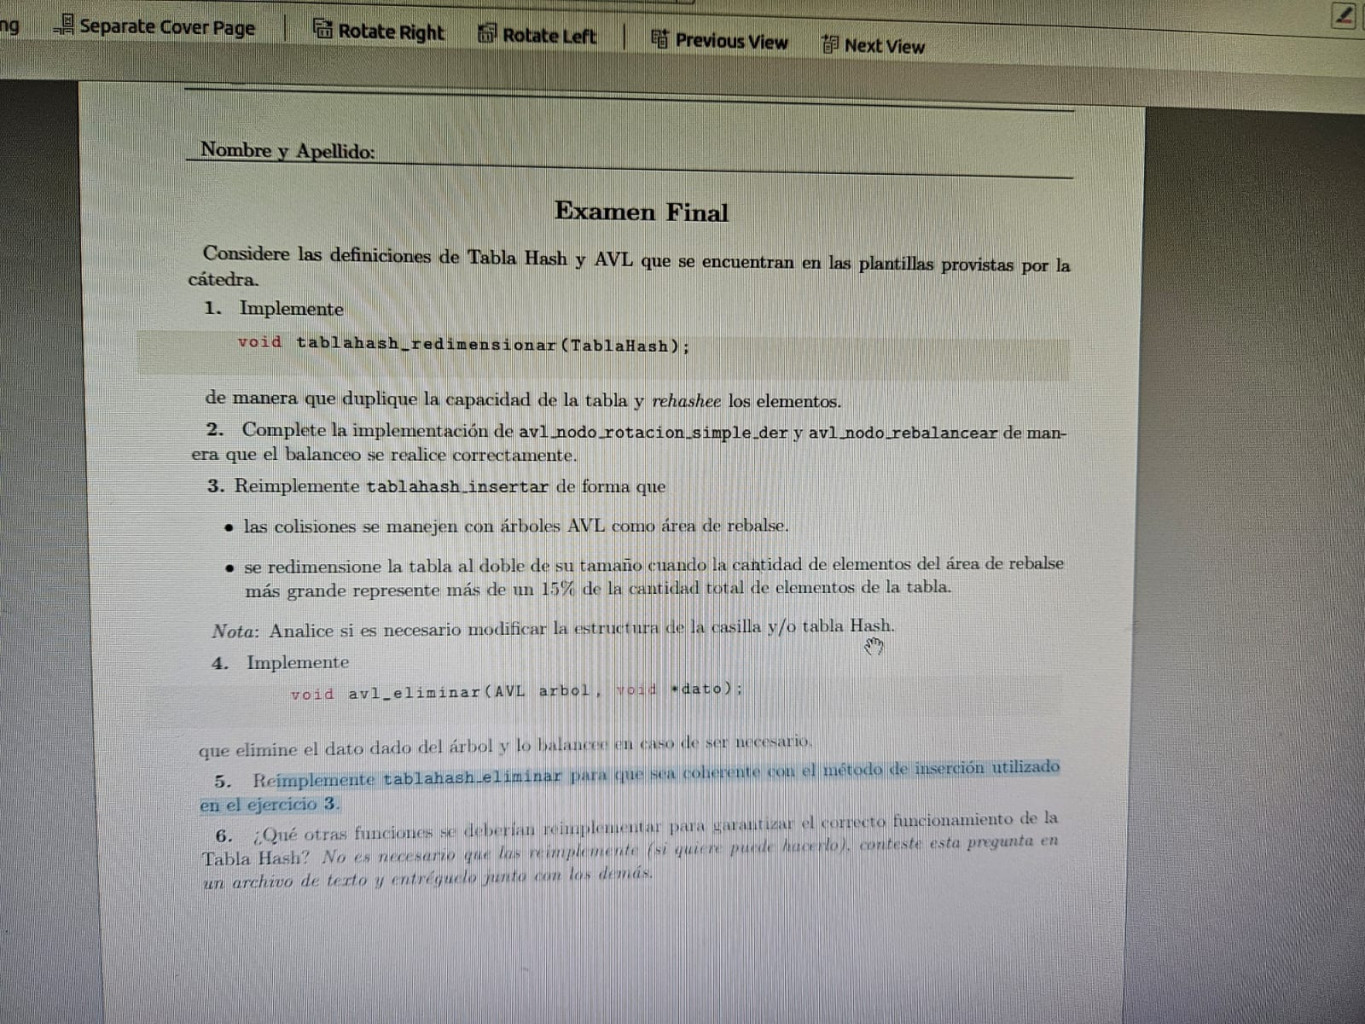 ng Separate Cover Page Rotate Right Rotate Left Previous View Next View
Nombre y Apellido:
Examen Final
Considere las definiciones de Tabla Hash y AVL que se encuentran en las plantillas provistas por la
cátedra.
1. Implemente
void tablahash_redimensionar(TablaHash);
de manera que duplique la capacidad de la tabla y rehashee los elementos.
2. Complete la implementación de avl_nodo_rotacion_simple_der y avl_nodo_rebalancear de man-
era que el balanceo se realice correctamente.
3. Reimplemente tablahash_insertar de forma que
• las colisiones se manejen con árboles AVL como área de rebalse.
• se redimensione la tabla al doble de su tamaño cuando la cantidad de elementos del área de rebalse
más grande represente más de un 15% de la cantidad total de elementos de la tabla.
Nota: Analice si es necesario modificar la estructura de la casilla y/o tabla Hash.
4. Implemente
void avl_eliminar(AVL arbol, void *dato);
que elimine el dato dado del árbol y lo balancee en caso de ser necesario.
5. Reimplemente tablahash_eliminar para que sea coherente con el método de inserción utilizado
en el ejercicio 3.
6. ¿Qué otras funciones se deberían reimplementar para garantizar el correcto funcionamiento de la
Tabla Hash? No es necesario que las reimplemente (si quiere puede hacerlo), conteste esta pregunta en
un archivo de texto y entréguelo junto con los demás.